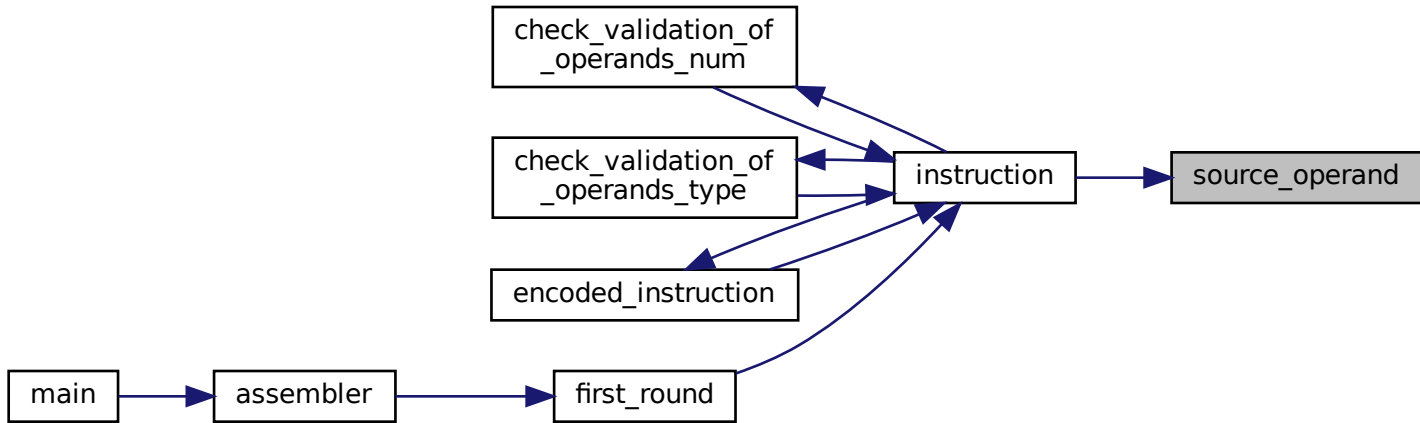 check_validation_of
_operands_num
check_validation_of
_operands_type
instruction
source_operand
encoded_instruction
main
assembler
first_round